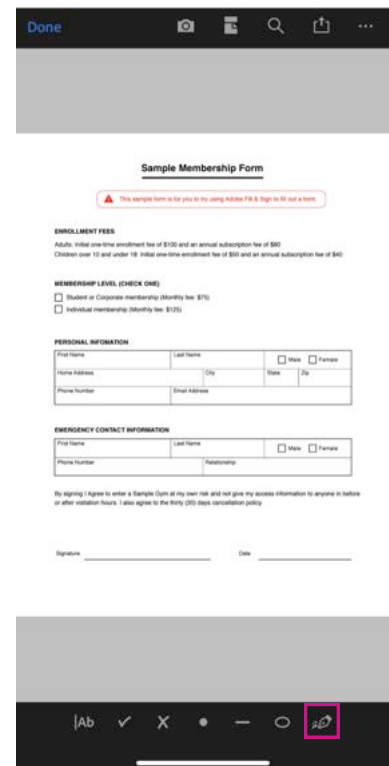 Done
Sample Membership Form
This sample form is for you to try using Adobe Fill & Sign to fill out a form.
ENROLLMENT FEES
Adults: Initial one-time enrollment fee of $100 and an annual subscription fee of $80
Children over 10 and under 18: Initial one-time enrollment fee of $50 and an annual subscription fee of $40
MEMBERSHIP LEVEL (CHECK ONE)
Student or Corporate membership (Monthly fee: $75)
Individual membership (Monthly fee: $125)
PERSONAL INFOMATION
First Name Last Name Male Female
Home Address City State Zip
Phone Number Email Address
EMERGENCY CONTACT INFORMATION
First Name Last Name Male Female
Phone Number Relationship
By signing I Agree to enter a Sample Gym at my own risk and not give my access information to anyone in before
or after visitation hours. I also agree to the thirty (30) days cancellation policy.
Signature Date
Ab